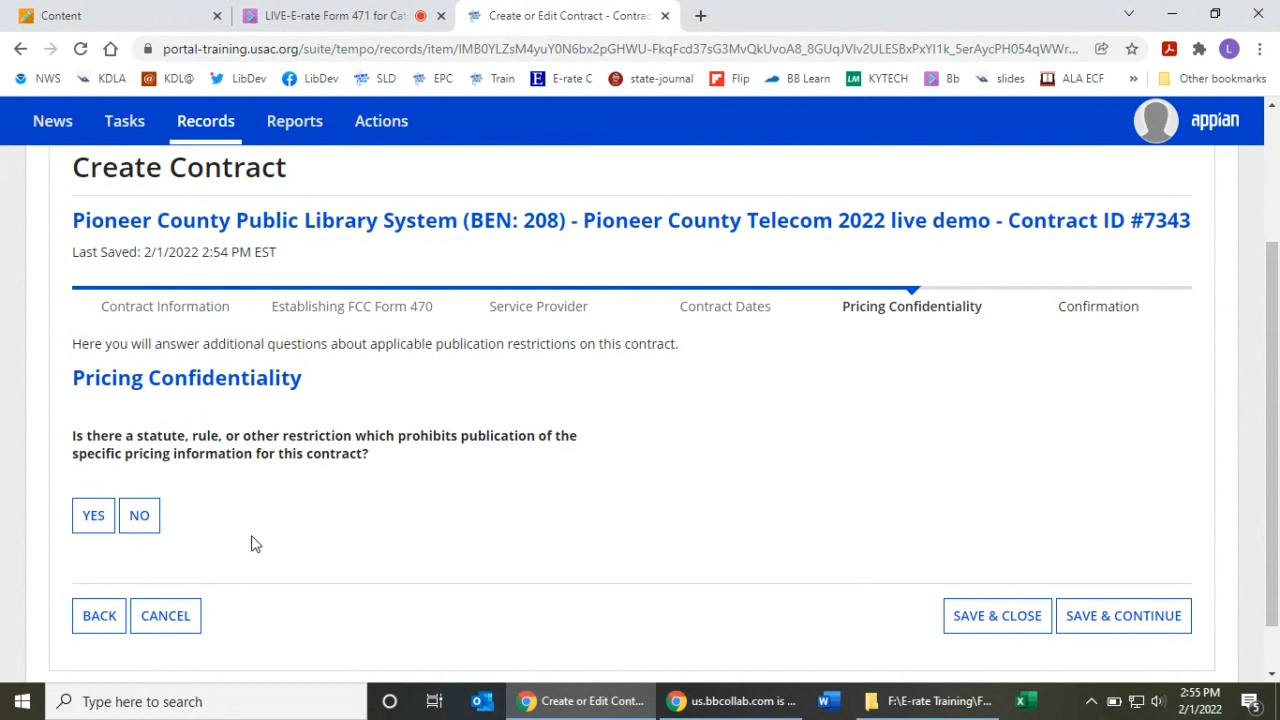 Content
LIVE-E-rate Form 471 for Cat
Create or Edit Contract - Contrac
portal-training.usac.org/suite/tempo/records/item/lMB0YLZsM4yuY0N6bx2pGHWU-FkqFcd37sG3MvQkUvoA8_8GUqJVlv2ULESBxPxYI1k_5erAycPH054qWWr...
NWS
KDLA
KDL@
LibDev
LibDev
SLD
EPC
Train
E-rate C
state-journal
Flip
BB Learn
KYTECH
Bb
slides
ALA ECF
»
Other bookmarks
News
Tasks
Records
Reports
Actions
appian
Create Contract
Pioneer County Public Library System (BEN: 208) - Pioneer County Telecom 2022 live demo - Contract ID #7343
Last Saved: 2/1/2022 2:54 PM EST
Contract Information
Establishing FCC Form 470
Service Provider
Contract Dates
Pricing Confidentiality
Confirmation
Here you will answer additional questions about applicable publication restrictions on this contract.
Pricing Confidentiality
Is there a statute, rule, or other restriction which prohibits publication of the
specific pricing information for this contract?
YES
NO
BACK
CANCEL
SAVE & CLOSE
SAVE & CONTINUE
Type here to search
Create or Edit Cont...
us.bbcollab.com is ...
F:\E-rate Training\F...
2:55 PM
2/1/2022
5